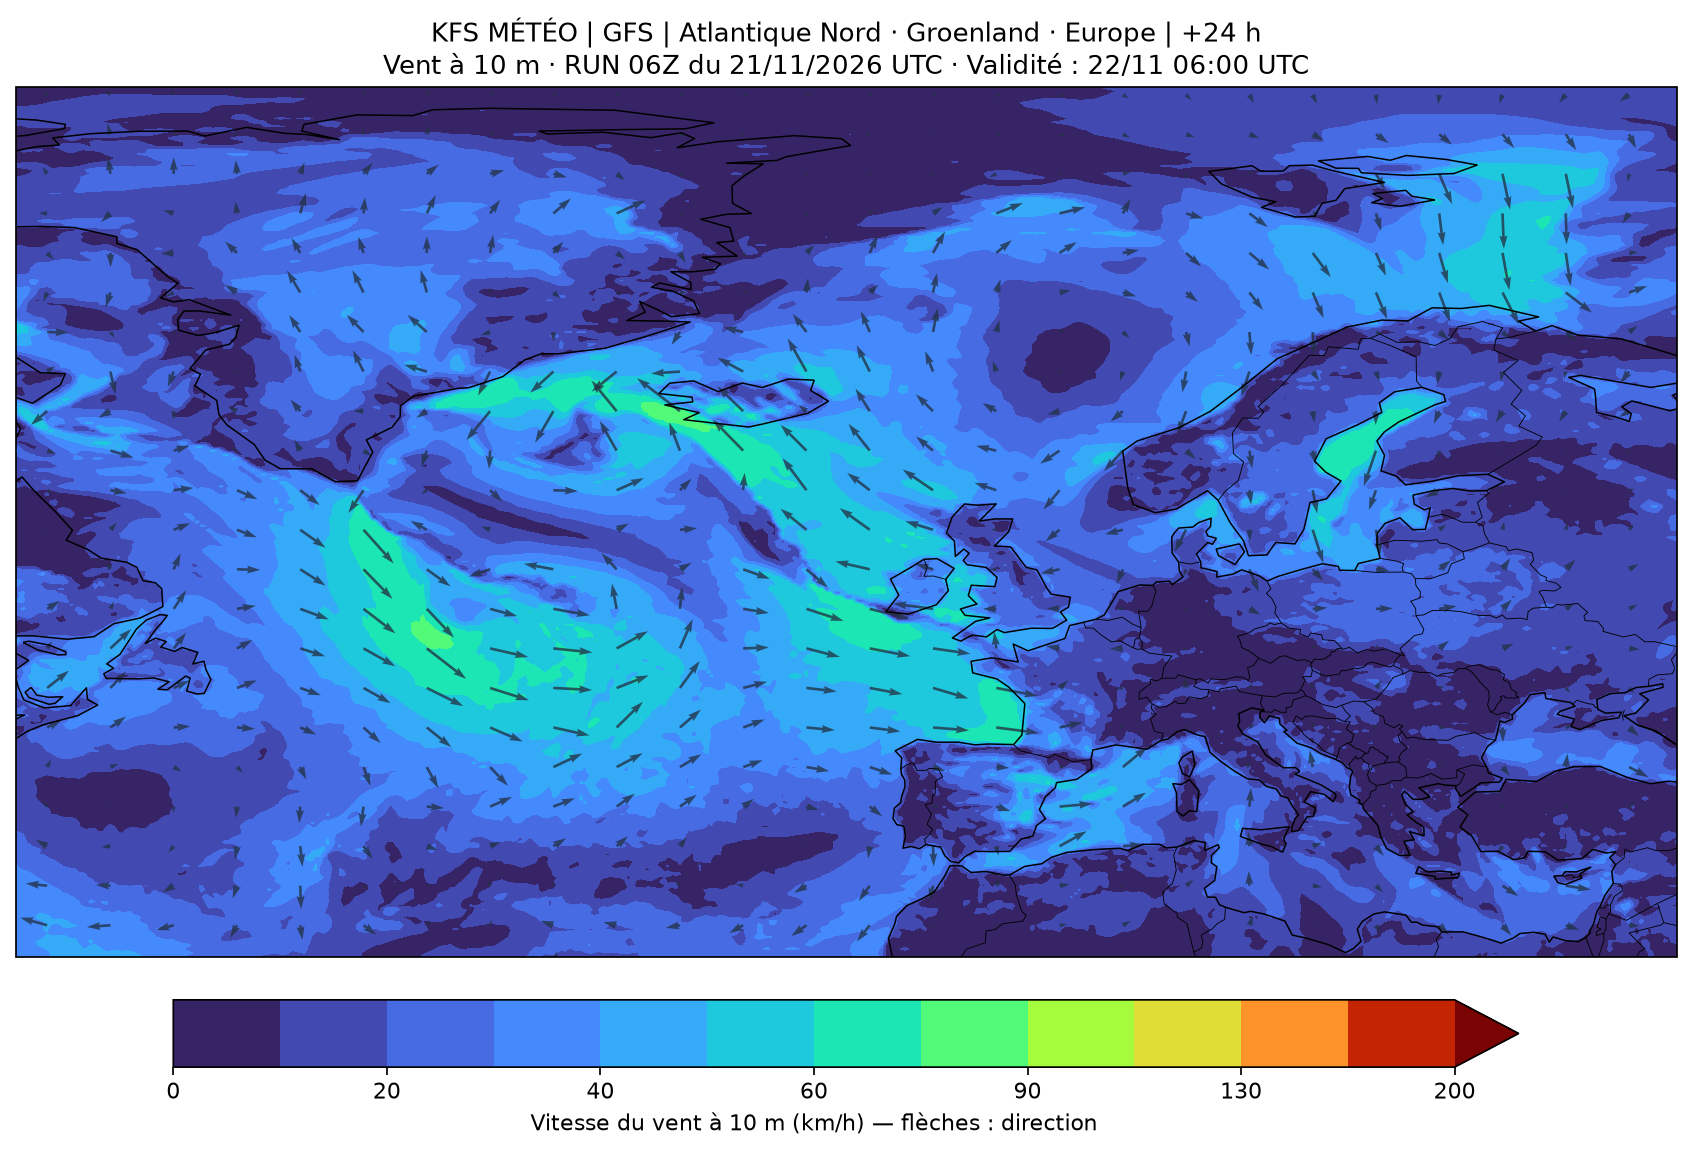 KFS MÉTÉO | GFS | Atlantique Nord · Groenland · Europe | +24 h
Vent à 10 m · RUN 06Z du 21/11/2026 UTC · Validité : 22/11 06:00 UTC
0 20 40 60 90 130 200
Vitesse du vent à 10 m (km/h) — flèches : direction